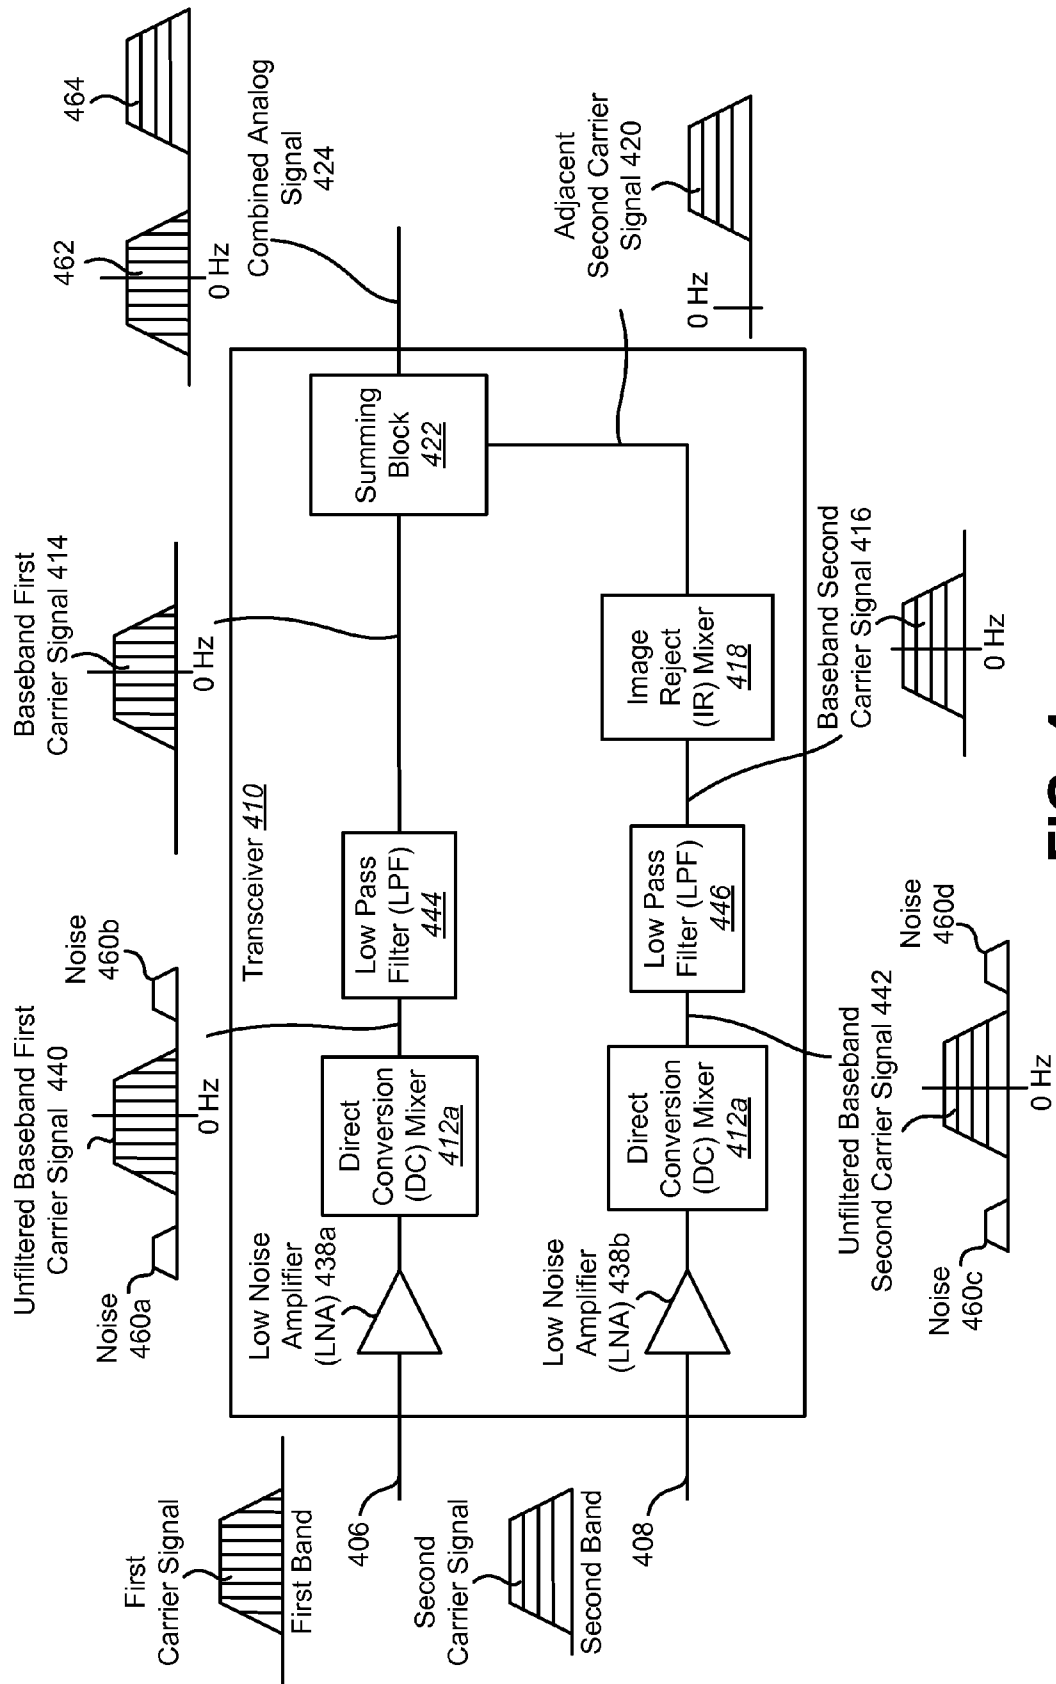 First
Carrier Signal
First Band
406
Second
Carrier Signal
Second Band
408
Unfiltered Baseband First
Carrier Signal 440
Noise
460a
Noise
460b
0 Hz
Baseband First
Carrier Signal 414
0 Hz
462
464
0 Hz
Combined Analog
Signal
424
Transceiver 410
Low Noise
Amplifier
(LNA) 438a
Direct
Conversion
(DC) Mixer
412a
Low Pass
Filter (LPF)
444
Summing
Block
422
Low Noise
Amplifier
(LNA) 438b
Direct
Conversion
(DC) Mixer
412a
Low Pass
Filter (LPF)
446
Image
Reject
(IR) Mixer
418
Adjacent
Second Carrier
Signal 420
0 Hz
Unfiltered Baseband
Second Carrier Signal 442
Noise
460c
Noise
460d
0 Hz
Baseband Second
Carrier Signal 416
0 Hz